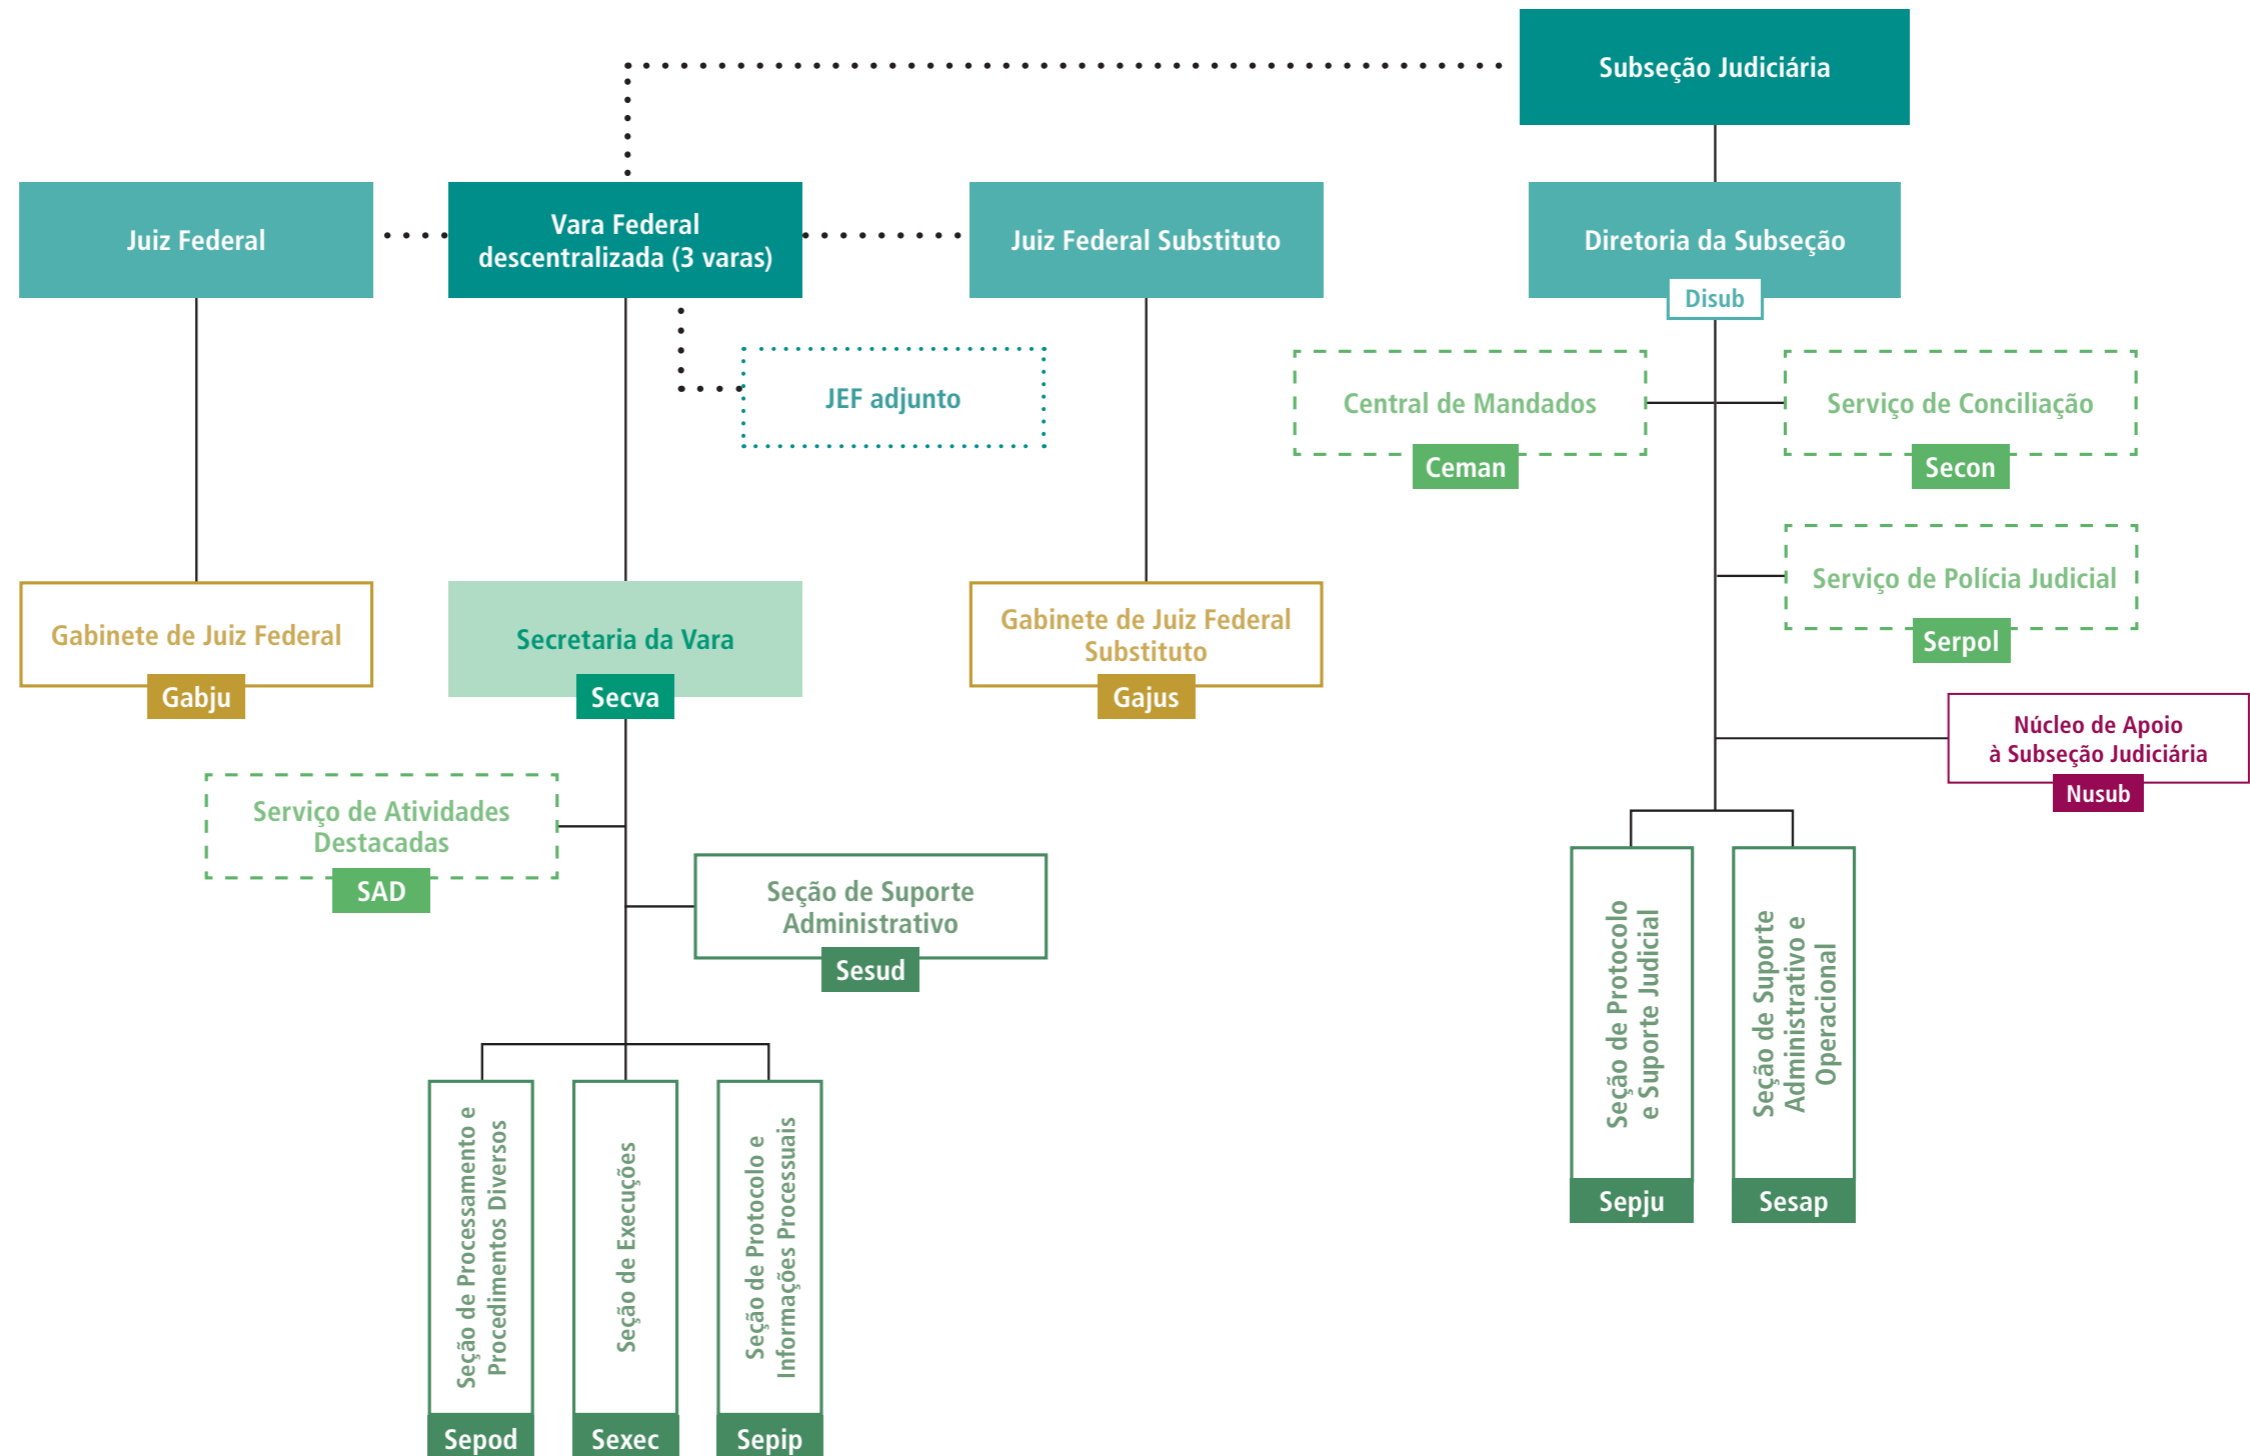 Subseção Judiciária
Juiz Federal
Vara Federal
descentralizada (3 varas)
Juiz Federal Substituto
Diretoria da Subseção
Disub
JEF adjunto
Central de Mandados
Ceman
Serviço de Conciliação
Secon
Serviço de Polícia Judicial
Serpol
Gabinete de Juiz Federal
Gabju
Secretaria da Vara
Secva
Gabinete de Juiz Federal
Substituto
Gajus
Núcleo de Apoio
à Subseção Judiciária
Nusub
Serviço de Atividades
Destacadas
SAD
Seção de Suporte
Administrativo
Sesud
Seção de Protocolo
e Suporte Judicial
Sepju
Seção de Suporte
Administrativo e
Operacional
Sesap
Seção de Processamento e
Procedimentos Diversos
Sepod
Seção de Execuções
Sexec
Seção de Protocolo e
Informações Processuais
Sepip